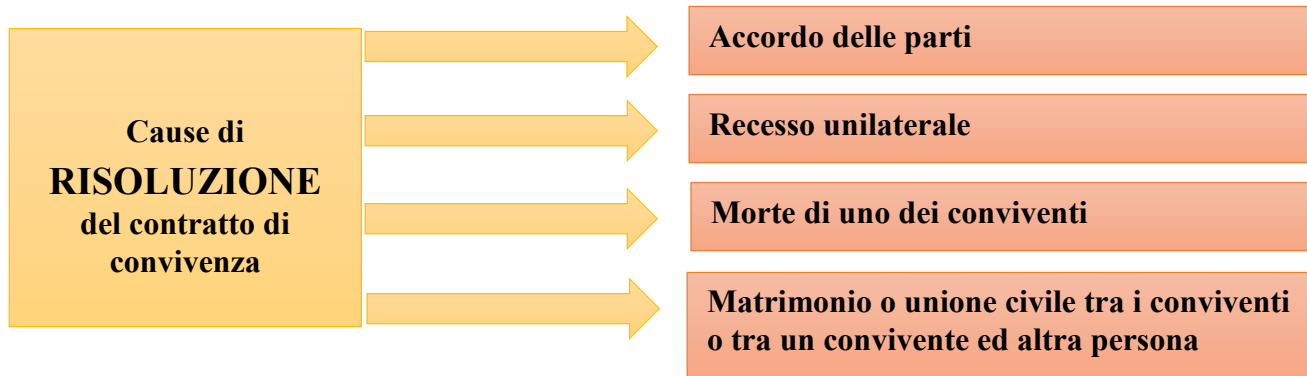 Cause di
RISOLUZIONE
del contratto di
convivenza
Accordo delle parti
Recesso unilaterale
Morte di uno dei conviventi
Matrimonio o unione civile tra i conviventi
o tra un convivente ed altra persona